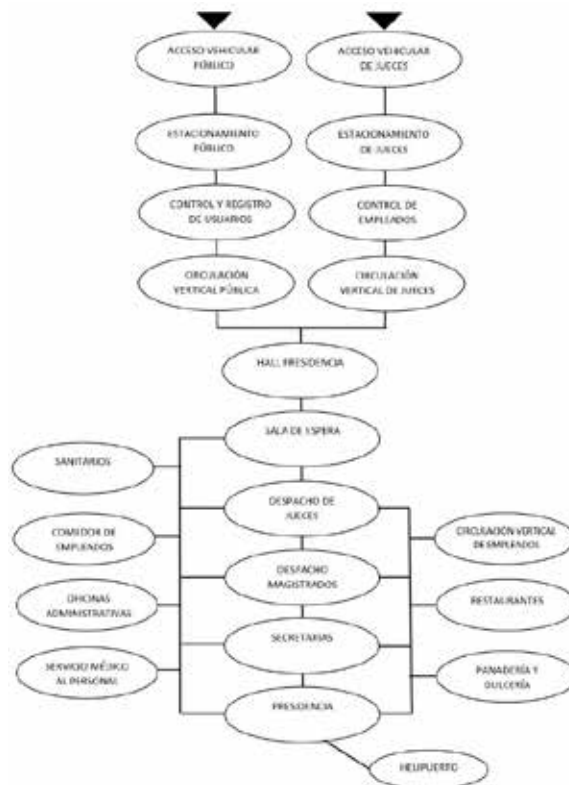 ACCESO VEHICULAR
PÚBLICO
ACCESO VEHICULAR
DE JUECES
ESTACIONAMIENTO
PÚBLICO
ESTACIONAMIENTO
DE JUECES
CONTROL Y REGISTRO
DE USUARIOS
CONTROL DE
EMPLEADOS
CIRCULACIÓN
VERTICAL PÚBLICA
CIRCULACIÓN
VERTICAL DE JUECES
HALL PRESIDENCIA
SALA DE ESPERA
SANITARIOS
DESPACHO DE
JUECES
COMEDOR DE
EMPLEADOS
CIRCULACIÓN VERTICAL
DE EMPLEADOS
DESPACHO
MAGISTRADOS
OFICINAS
ADMINISTRATIVAS
RESTAURANTES
SECRETARIAS
SERVICIO MÉDICO
AL PERSONAL
PANADERÍA Y
DULCERÍA
PRESIDENCIA
HELIPUERTO